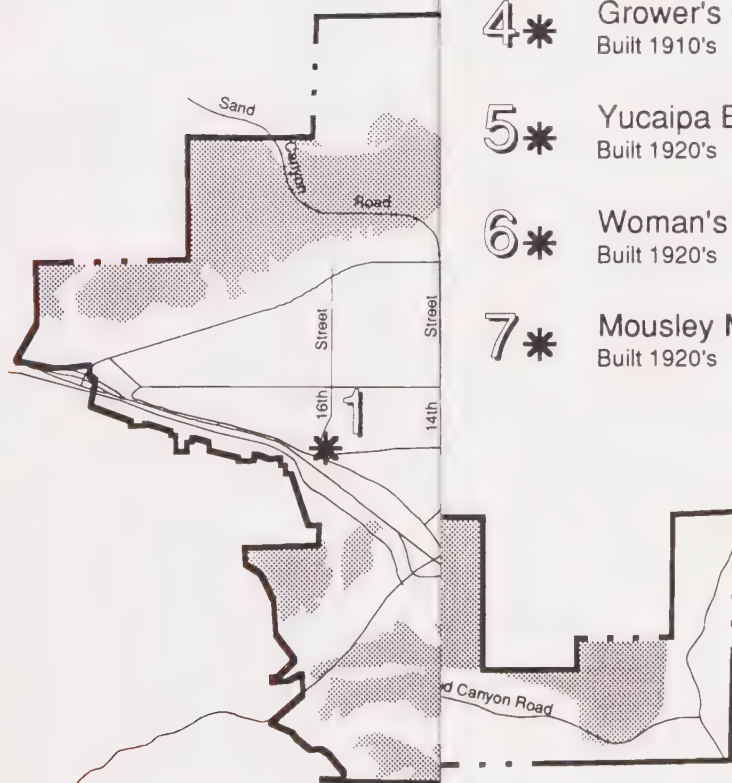 4 Grower's
Built 1910's
5 Yucaipa
Built 1920's
6 Woman's
Built 1920's
7 Mousley
Built 1920's
Sand
Canyon
Road
Street
Street
16th
1
14th
Canyon Road